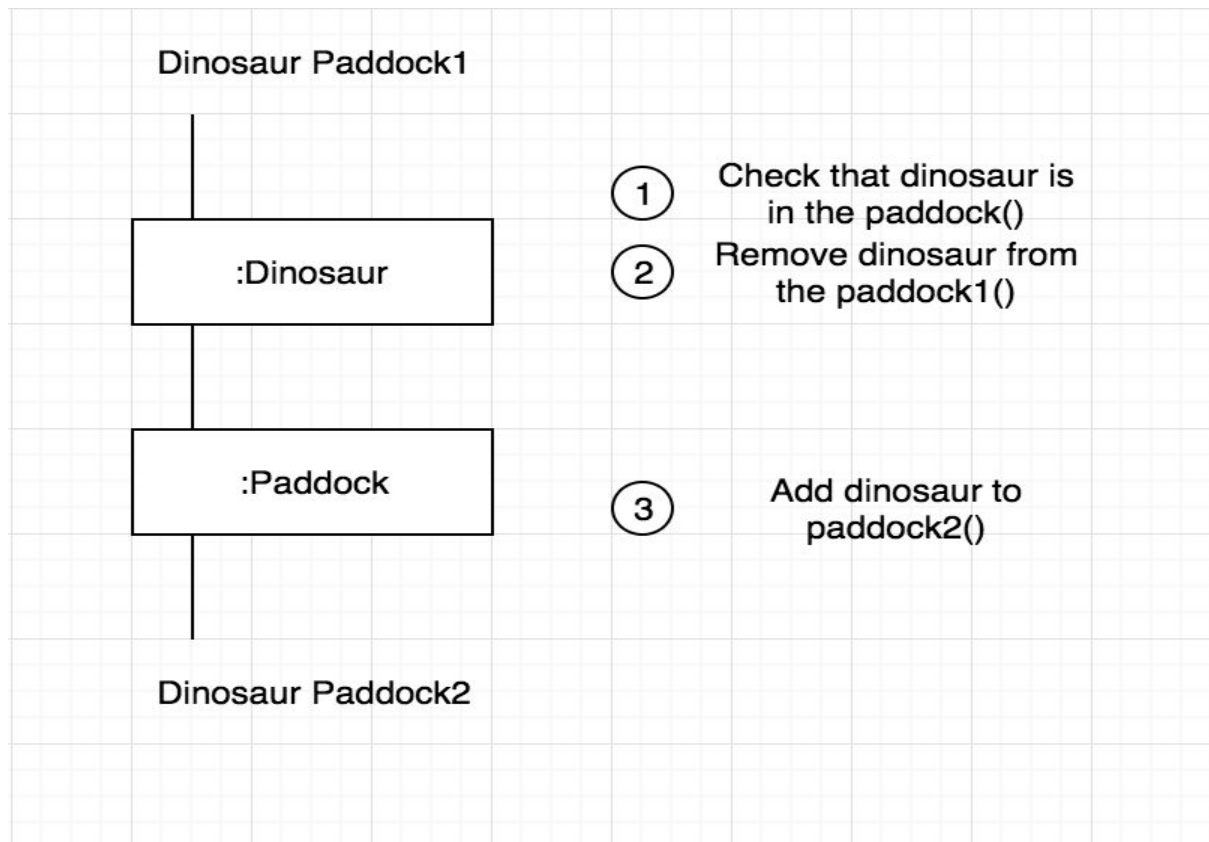 Dinosaur Paddock1
1
Check that dinosaur is
in the paddock()
:Dinosaur
2
Remove dinosaur from
the paddock1()
:Paddock
3
Add dinosaur to
paddock2()
Dinosaur Paddock2